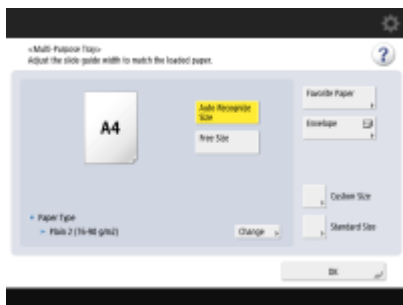 <Multi-Purpose Tray>
Adjust the slide guide width to match the loaded paper.
?
A4
Auto Recognize
Size
Free Size
Favorite Paper
Envelope
Custom Size
Standard Size
Paper Type
Plain 2 (76-90 g/m2)
Change
OK